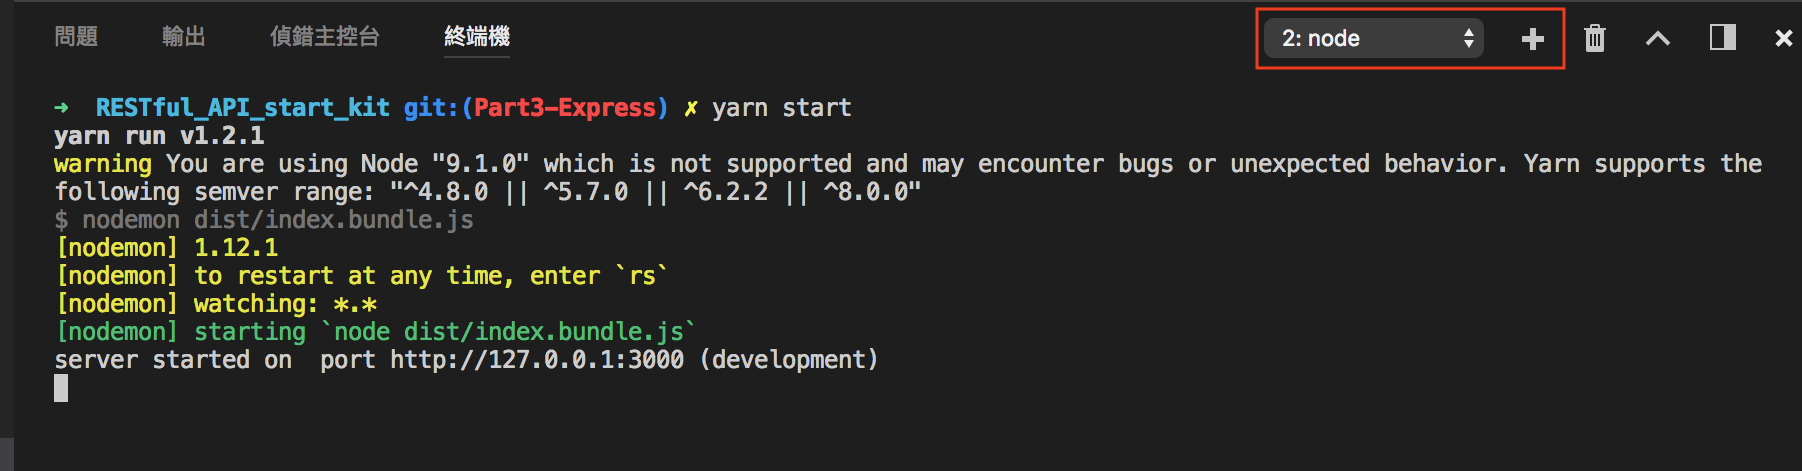 問題 輸出 偵錯主控台 終端機 2: node
➜ RESTful_API_start_kit git:(Part3-Express) ✗ yarn start
yarn run v1.2.1
warning You are using Node "9.1.0" which is not supported and may encounter bugs or unexpected behavior. Yarn supports the
following semver range: "^4.8.0 || ^5.7.0 || ^6.2.2 || ^8.0.0"
$ nodemon dist/index.bundle.js
[nodemon] 1.12.1
[nodemon] to restart at any time, enter `rs`
[nodemon] watching: *.*
[nodemon] starting `node dist/index.bundle.js`
server started on  port http://127.0.0.1:3000 (development)